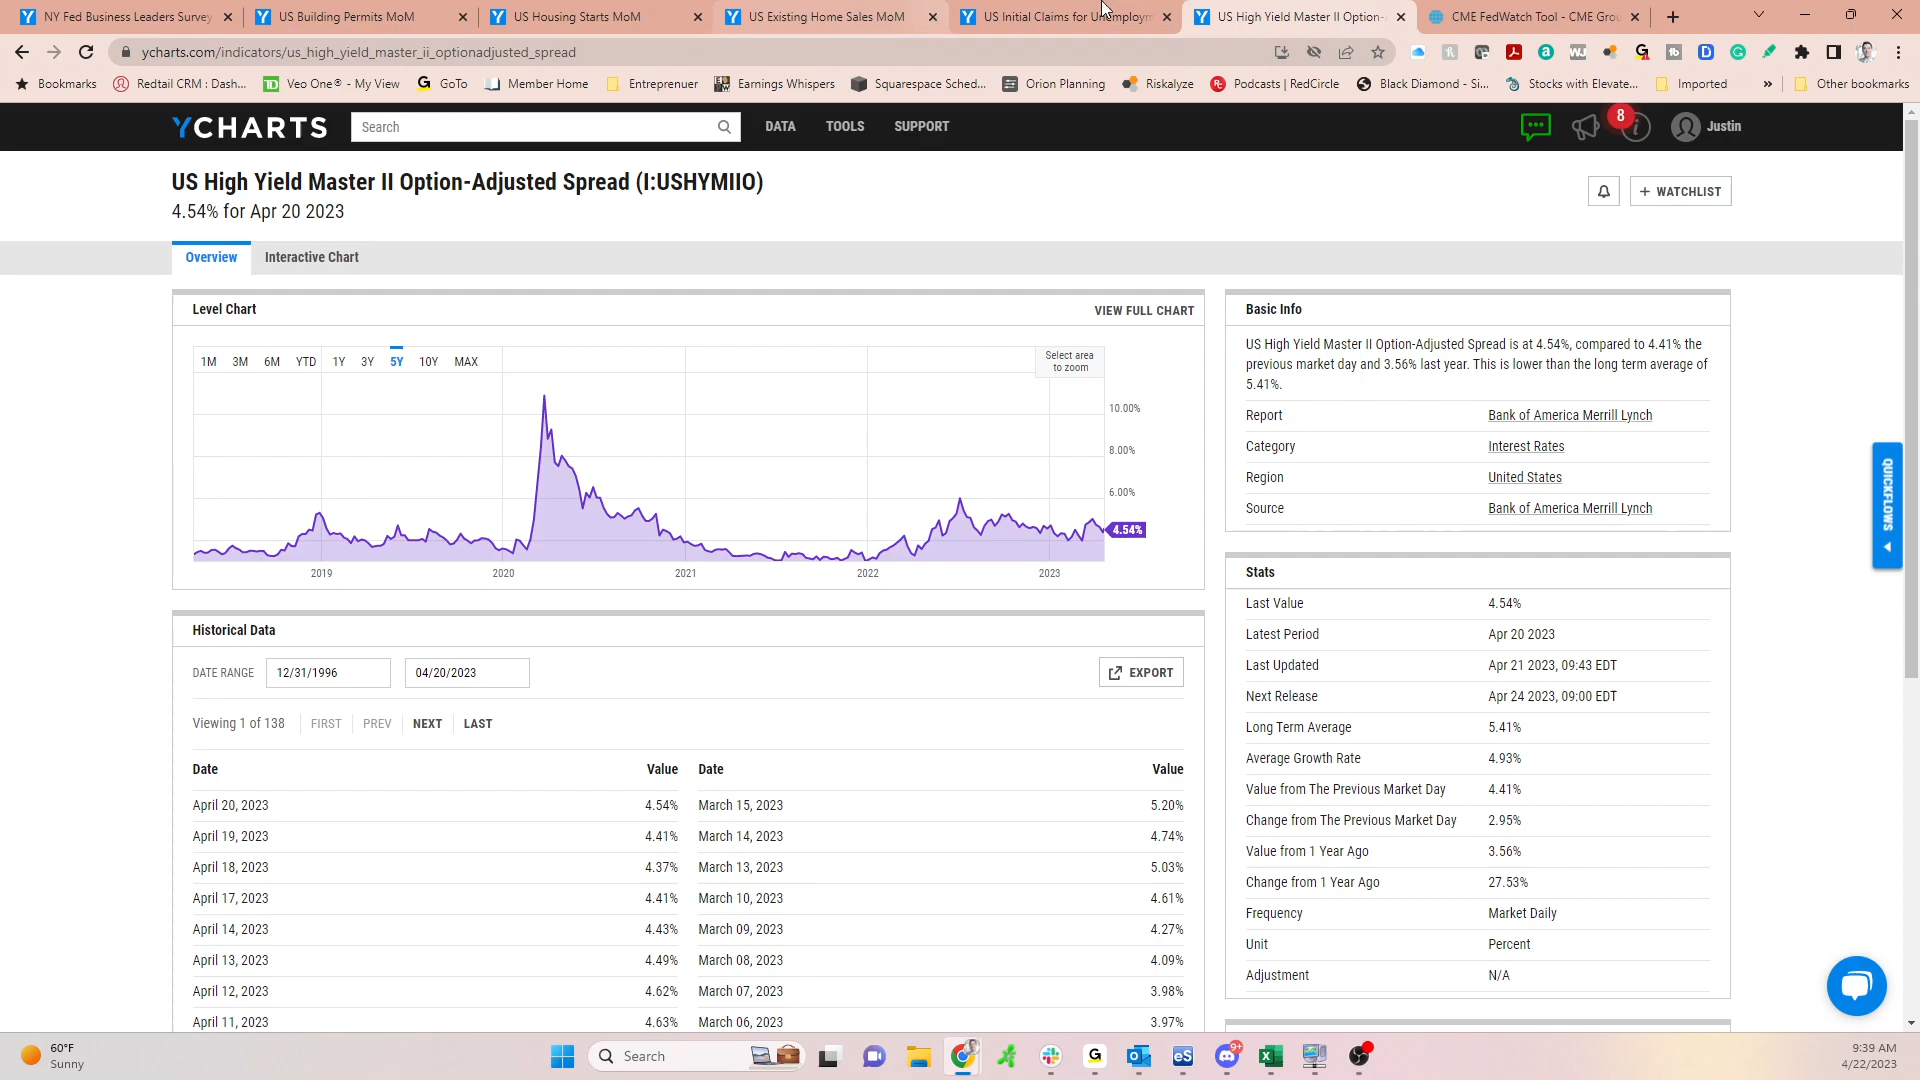 NY Fed Business Leaders Survey
US Building Permits MoM
US Housing Starts MoM
US Existing Home Sales MoM
US Initial Claims for Unemploym
US High Yield Master II Option-
CME FedWatch Tool - CME Grou
ycharts.com/indicators/us_high_yield_master_ii_optionadjusted_spread
Bookmarks
Redtail CRM : Dash...
Veo One® - My View
GoTo
Member Home
Entreprenuer
Earnings Whispers
Squarespace Sched...
Orion Planning
Riskalyze
Podcasts | RedCircle
Black Diamond - Si...
Stocks with Elevate...
Imported
»
Other bookmarks
YCHARTS
Search
DATA
TOOLS
SUPPORT
8
Justin
US High Yield Master II Option-Adjusted Spread (I:USHYMIIO)
4.54% for Apr 20 2023
+ WATCHLIST
Overview
Interactive Chart
Level Chart
VIEW FULL CHART
1M 3M 6M YTD 1Y 3Y 5Y 10Y MAX
Select area
to zoom
10.00%
8.00%
6.00%
4.54%
2019 2020 2021 2022 2023
Historical Data
DATE RANGE 12/31/1996 04/20/2023
EXPORT
Viewing 1 of 138 FIRST PREV NEXT LAST
Date Value Date Value
April 20, 2023 4.54% March 15, 2023 5.20%
April 19, 2023 4.41% March 14, 2023 4.74%
April 18, 2023 4.37% March 13, 2023 5.03%
April 17, 2023 4.41% March 10, 2023 4.61%
April 14, 2023 4.43% March 09, 2023 4.27%
April 13, 2023 4.49% March 08, 2023 4.09%
April 12, 2023 4.62% March 07, 2023 3.98%
April 11, 2023 4.63% March 06, 2023 3.97%
Basic Info
US High Yield Master II Option-Adjusted Spread is at 4.54%, compared to 4.41% the
previous market day and 3.56% last year. This is lower than the long term average of
5.41%.
Report Bank of America Merrill Lynch
Category Interest Rates
Region United States
Source Bank of America Merrill Lynch
Stats
Last Value 4.54%
Latest Period Apr 20 2023
Last Updated Apr 21 2023, 09:43 EDT
Next Release Apr 24 2023, 09:00 EDT
Long Term Average 5.41%
Average Growth Rate 4.93%
Value from The Previous Market Day 4.41%
Change from The Previous Market Day 2.95%
Value from 1 Year Ago 3.56%
Change from 1 Year Ago 27.53%
Frequency Market Daily
Unit Percent
Adjustment N/A
QUICKFLOWS
60°F
Sunny
Search
9+
9:39 AM
4/22/2023